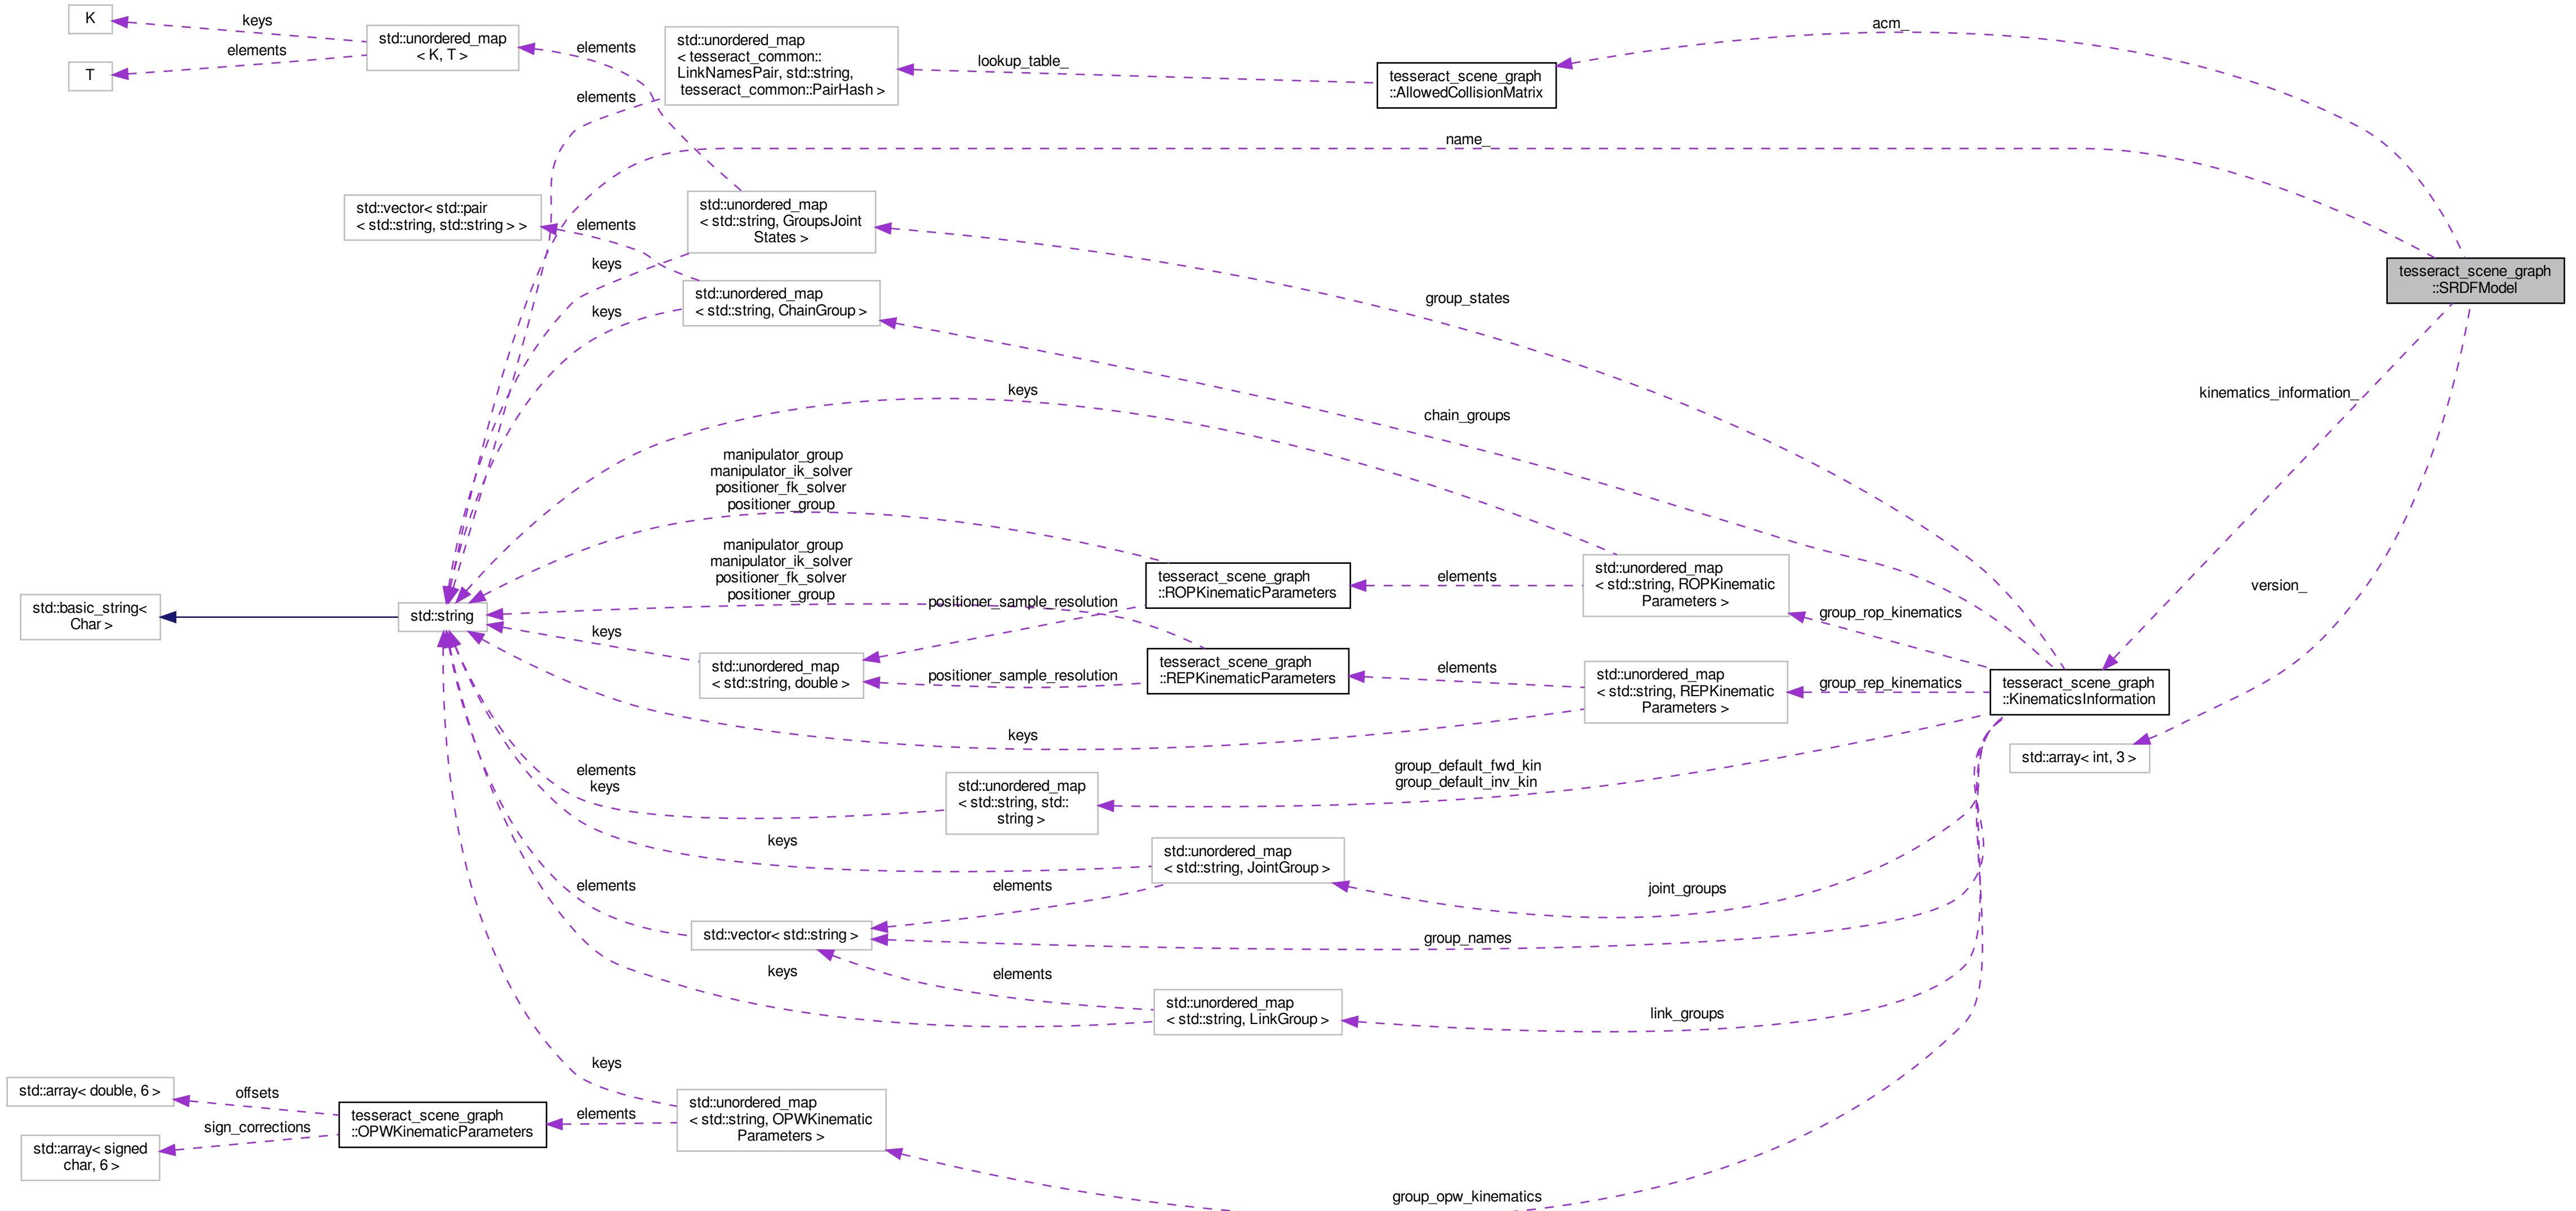 K
keys
std::unordered_map
< K, T >
elements
T
elements
std::unordered_map
< tesseract_common::
LinkNamesPair, std::string,
tesseract_common::PairHash >
lookup_table_
tesseract_scene_graph
::AllowedCollisionMatrix
acm_
elements
name_
std::vector< std::pair
< std::string, std::string > >
elements
std::unordered_map
< std::string, GroupsJoint
States >
keys
std::unordered_map
< std::string, ChainGroup >
keys
group_states
tesseract_scene_graph
::SRDFModel
chain_groups
kinematics_information_
keys
manipulator_group
manipulator_ik_solver
positioner_fk_solver
positioner_group
manipulator_group
manipulator_ik_solver
positioner_fk_solver
positioner_group
tesseract_scene_graph
::ROPKinematicParameters
elements
std::unordered_map
< std::string, ROPKinematic
Parameters >
version_
std::basic_string<
Char >
std::string
positioner_sample_resolution
group_rop_kinematics
keys
std::unordered_map
< std::string, double >
positioner_sample_resolution
tesseract_scene_graph
::REPKinematicParameters
elements
std::unordered_map
< std::string, REPKinematic
Parameters >
group_rep_kinematics
tesseract_scene_graph
::KinematicsInformation
keys
std::array< int, 3 >
elements
keys
std::unordered_map
< std::string, std::
string >
group_default_fwd_kin
group_default_inv_kin
keys
std::unordered_map
< std::string, JointGroup >
joint_groups
elements
elements
std::vector< std::string >
group_names
keys
elements
std::unordered_map
< std::string, LinkGroup >
link_groups
keys
std::array< double, 6 >
offsets
tesseract_scene_graph
::OPWKinematicParameters
elements
std::unordered_map
< std::string, OPWKinematic
Parameters >
sign_corrections
std::array< signed
char, 6 >
group_opw_kinematics